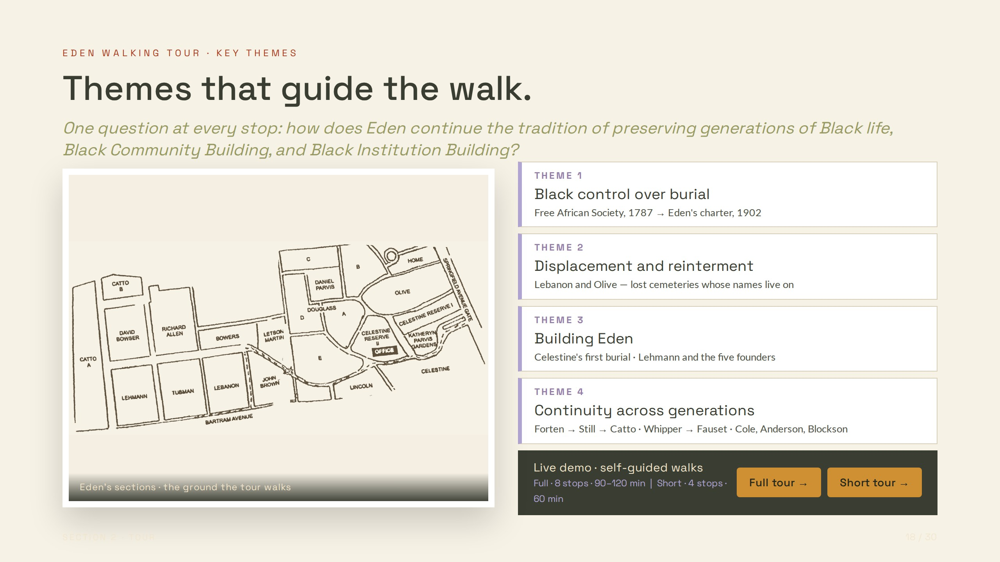 EDEN WALKING TOUR · KEY THEMES
Themes that guide the walk.
One question at every stop: how does Eden continue the tradition of preserving generations of Black life,
Black Community Building, and Black Institution Building?
C
B
HOME
SPRINGFIELD AVENUE GATE
CATTO
B
DANIEL
PARVIS
OLIVE
DOUGLASS
D
A
CELESTINE RESERVE I
DAVID
BOWSER
RICHARD
ALLEN
BOWERS
LETSON
MARTIN
CELESTINE
RESERVE
II
OFFICE
KATHERYN
PARVIS
GARDENS
CATTO
A
E
CELESTINE
LEHMANN
TUBMAN
LEBANON
JOHN
BROWN
LINCOLN
BARTRAM AVENUE
Eden's sections · the ground the tour walks
THEME 1
Black control over burial
Free African Society, 1787 → Eden's charter, 1902
THEME 2
Displacement and reinterment
Lebanon and Olive — lost cemeteries whose names live on
THEME 3
Building Eden
Celestine's first burial · Lehmann and the five founders
THEME 4
Continuity across generations
Forten → Still → Catto · Whipper → Fauset · Cole, Anderson, Blockson
Live demo · self-guided walks
Full · 8 stops · 90–120 min | Short · 4 stops ·
60 min
Full tour →
Short tour →
SECTION 2 · TOUR
18 / 30